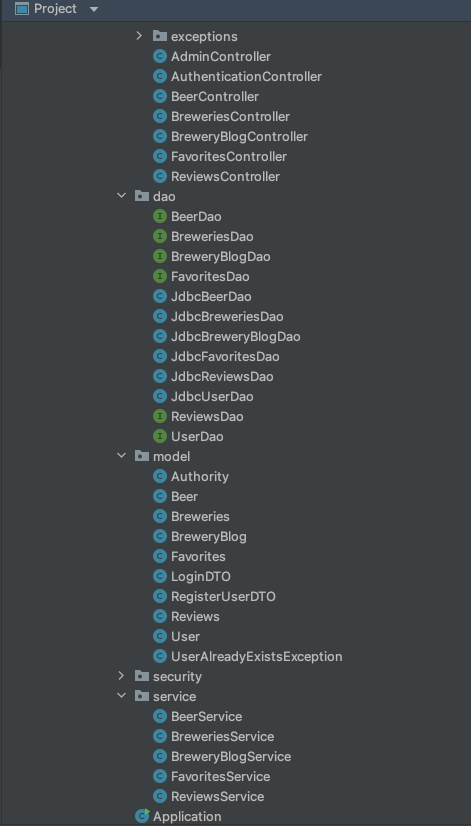 Project
exceptions
AdminController
AuthenticationController
BeerController
BreweriesController
BreweryBlogController
FavoritesController
ReviewsController
dao
I BeerDao
I BreweriesDao
I BreweryBlogDao
I FavoritesDao
C JdbcBeerDao
C JdbcBreweriesDao
C JdbcBreweryBlogDao
C JdbcFavoritesDao
C JdbcReviewsDao
C JdbcUserDao
I ReviewsDao
I UserDao
model
C Authority
C Beer
C Breweries
C BreweryBlog
C Favorites
C LoginDTO
C RegisterUserDTO
C Reviews
C User
C UserAlreadyExistsException
security
service
C BeerService
C BreweriesService
C BreweryBlogService
C FavoritesService
C ReviewsService
Application